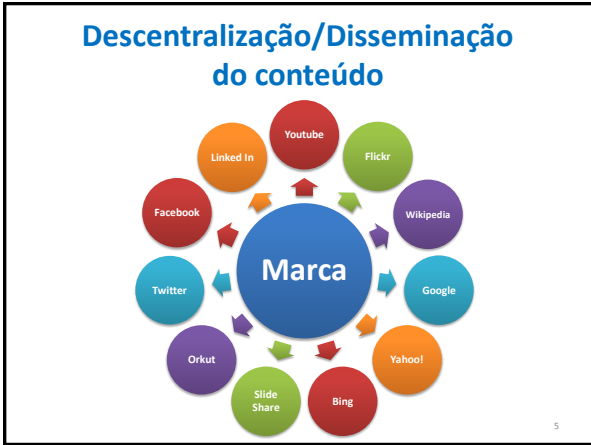 Descentralização/Disseminação
do conteúdo
Youtube
Flickr
Wikipedia
Google
Yahoo!
Bing
Slide
Share
Orkut
Twitter
Facebook
Linked In
Marca
5